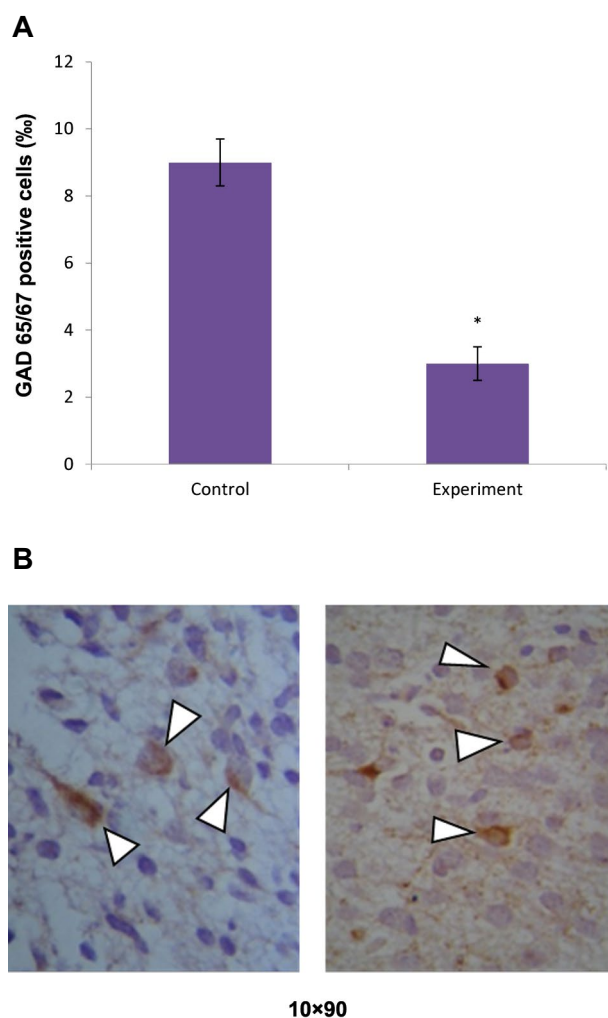 A
GAD 65/67 positive cells (‰)
12
10
8
6
4
2
0
*
Control
Experiment
B
10×90